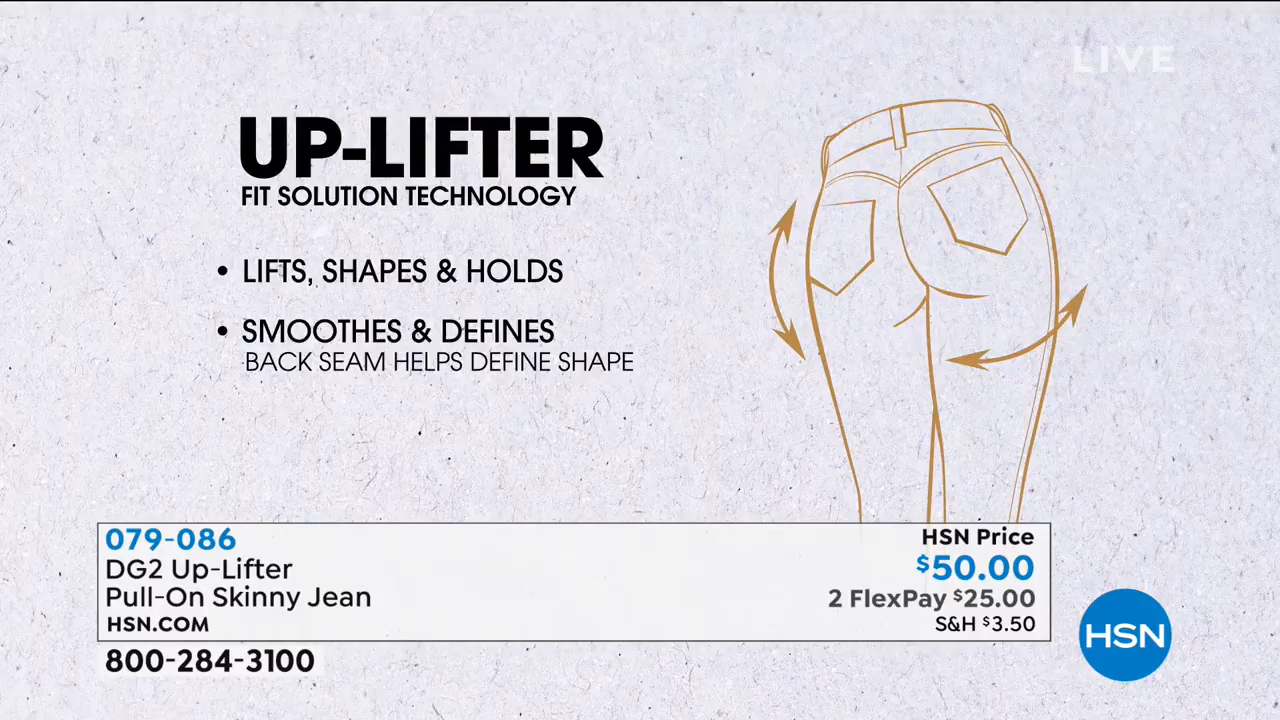 LIVE
UP-LIFTER
FIT SOLUTION TECHNOLOGY
• LIFTS, SHAPES & HOLDS
• SMOOTHES & DEFINES
BACK SEAM HELPS DEFINE SHAPE
079-086
DG2 Up-Lifter
Pull-On Skinny Jean
HSN.COM
800-284-3100
HSN Price
$50.00
2 FlexPay $25.00
S&H $3.50
HSN